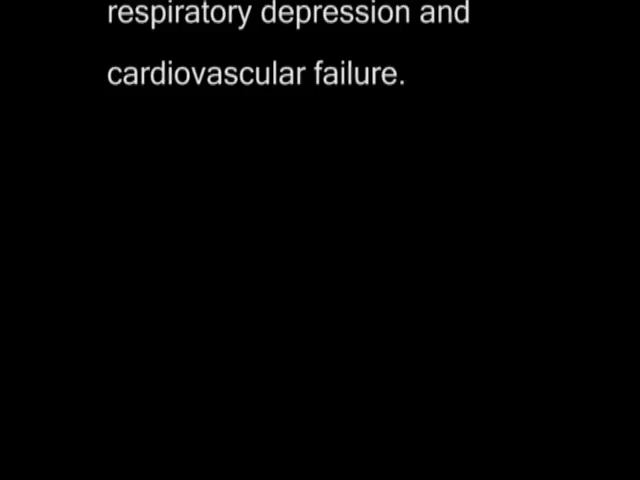 respiratory depression and
cardiovascular failure.